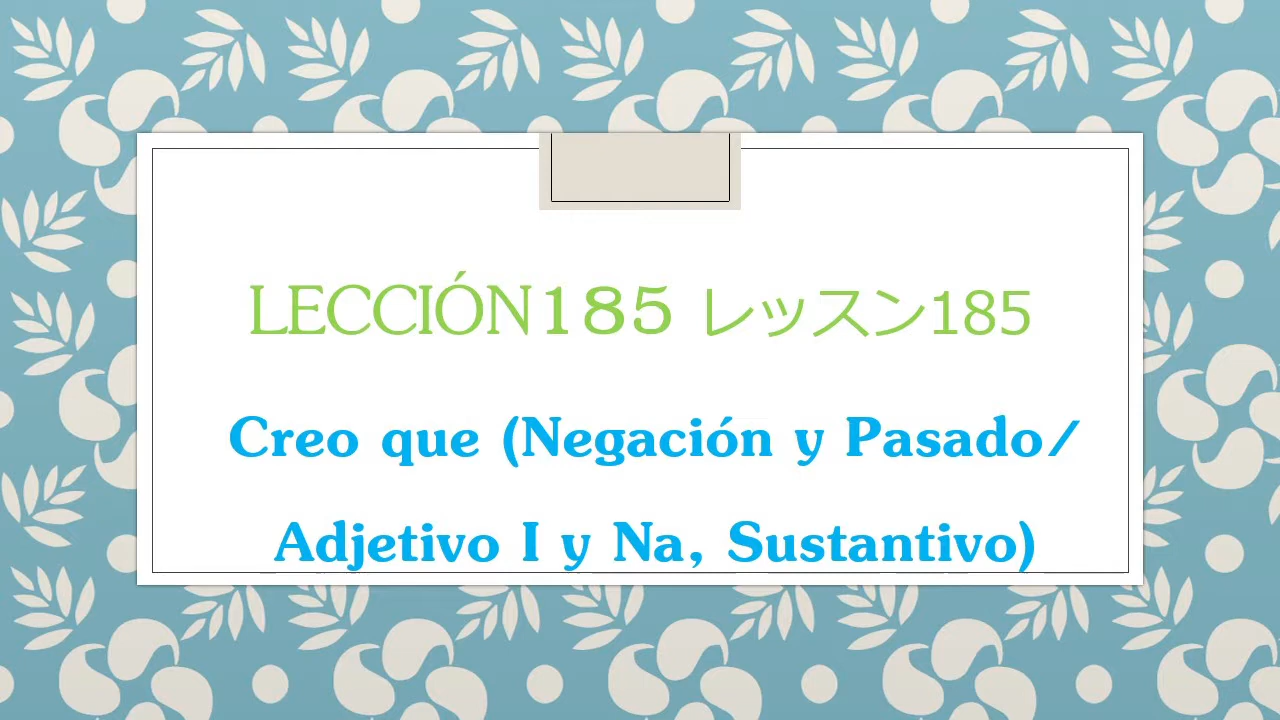 LECCIÓN185 レッスン185
Creo que (Negación y Pasado/
Adjetivo I y Na, Sustantivo)